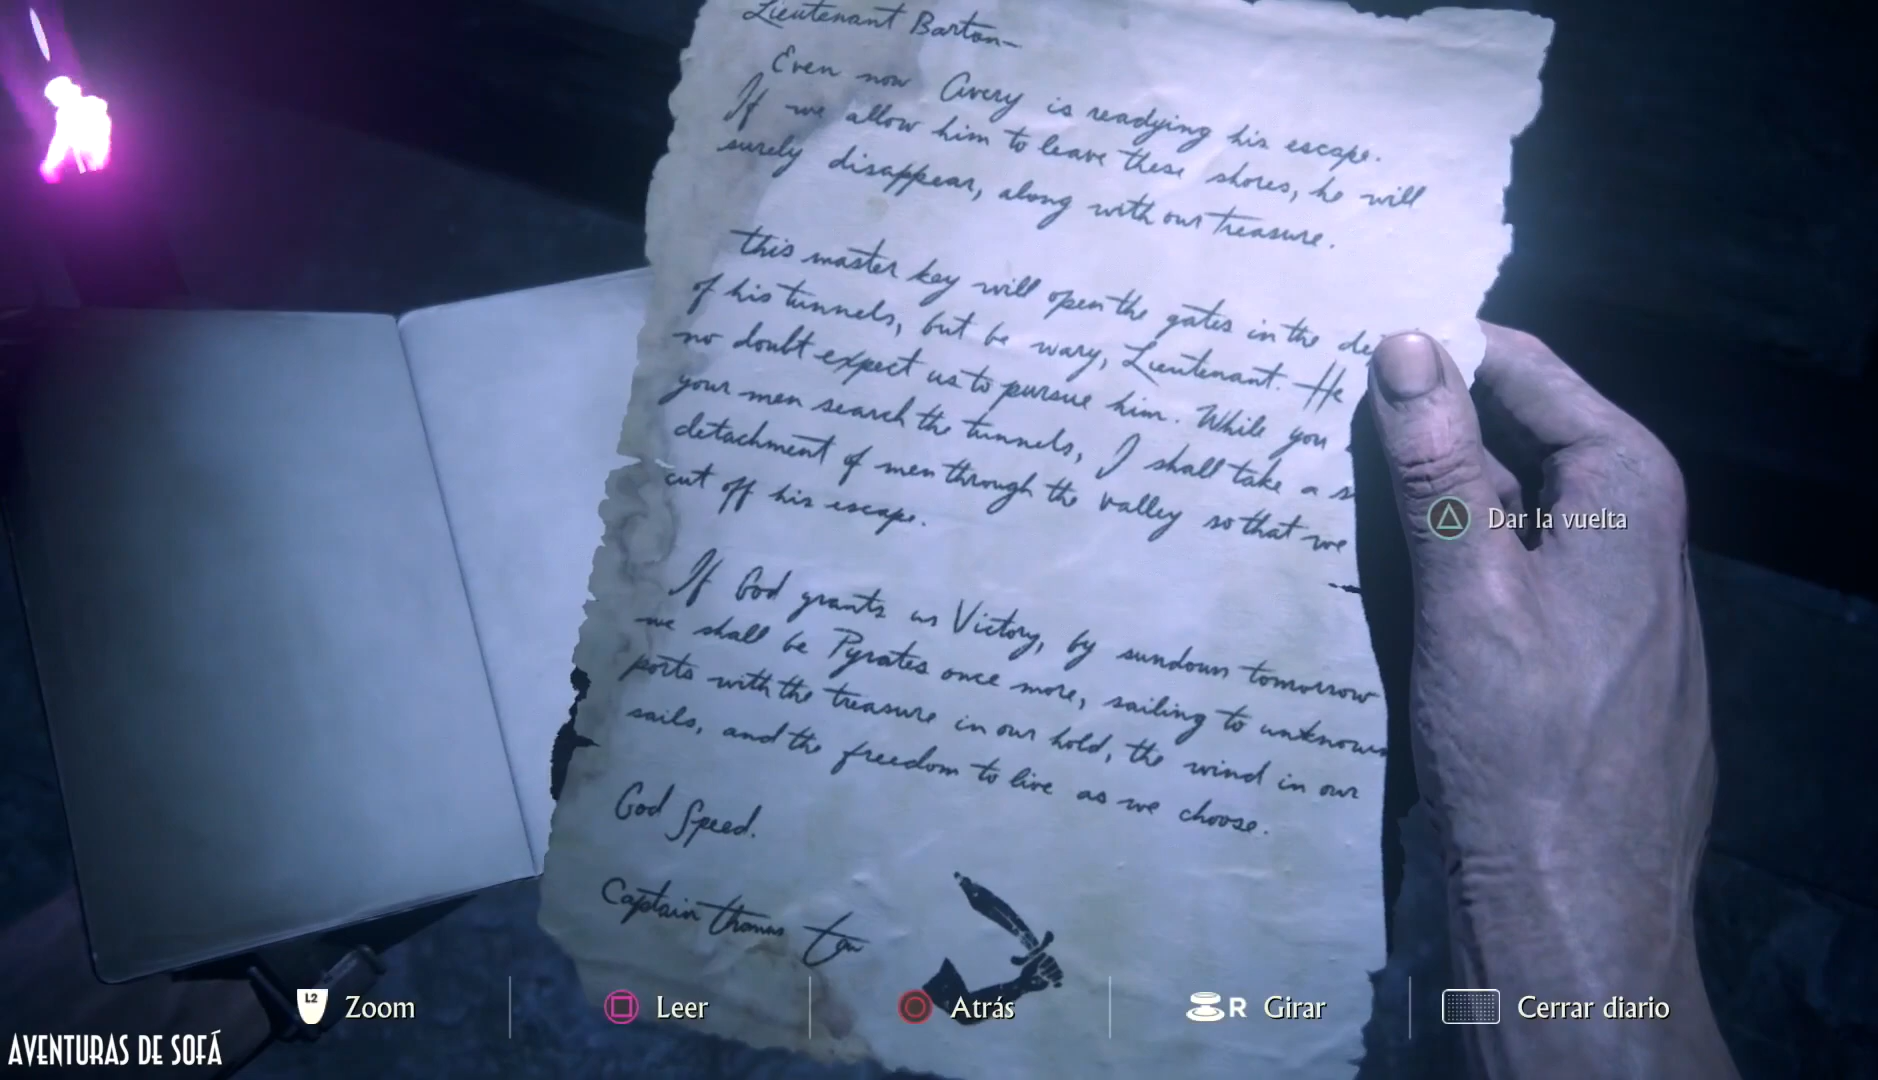 Lieutenant Barton-
Even now Avery is readying his escape.
If we allow him to leave these shores, he will
surely disappear, along with our treasure.
This master key will open the gates in the
of his tunnels, but be wary, Lieutenant. He
no doubt expect us to pursue him. While you
your men search the tunnels, I shall take a
detachment of men through the valley so that we
cut off his escape.
If God grants us Victory, by sundown tomorrow
we shall be Pyrates once more, sailing to unknown
ports with the treasure in our hold, the wind in our
sails, and the freedom to live as we choose.
God Speed.
Captain Thomas Tew
Dar la vuelta
L2 Zoom
Leer
Atrás
R Girar
Cerrar diario
AVENTURAS DE SOFÁ